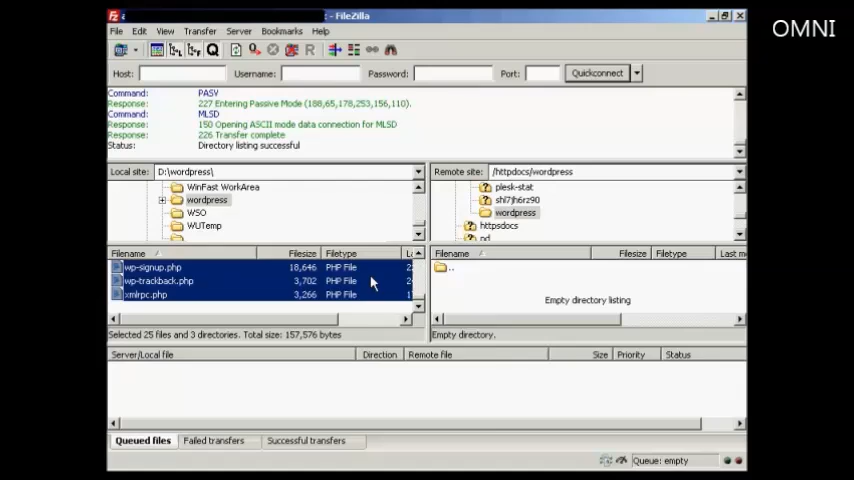 - FileZilla
OMNI
File Edit View Transfer Server Bookmarks Help
Host: Username: Password: Port: Quickconnect
Command: PASV
Response: 227 Entering Passive Mode (188,65,178,253,156,110).
Command: MLSD
Response: 150 Opening ASCII mode data connection for MLSD
Response: 226 Transfer complete
Status: Directory listing successful
Local site: D:\wordpress\
Remote site: /httpdocs/wordpress
WinFast WorkArea
wordpress
WSO
WUTemp
plesk-stat
shl7jh6rz90
wordpress
httpsdocs
pd
Filename Filesize Filetype
wp-signup.php 18,646 PHP File
wp-trackback.php 3,702 PHP File
xmlrpc.php 3,266 PHP File
Selected 25 files and 3 directories. Total size: 157,576 bytes
Filename Filesize Filetype Last m
..
Empty directory listing
Empty directory.
Server/Local file Direction Remote file Size Priority Status
Queued files Failed transfers Successful transfers
Queue: empty